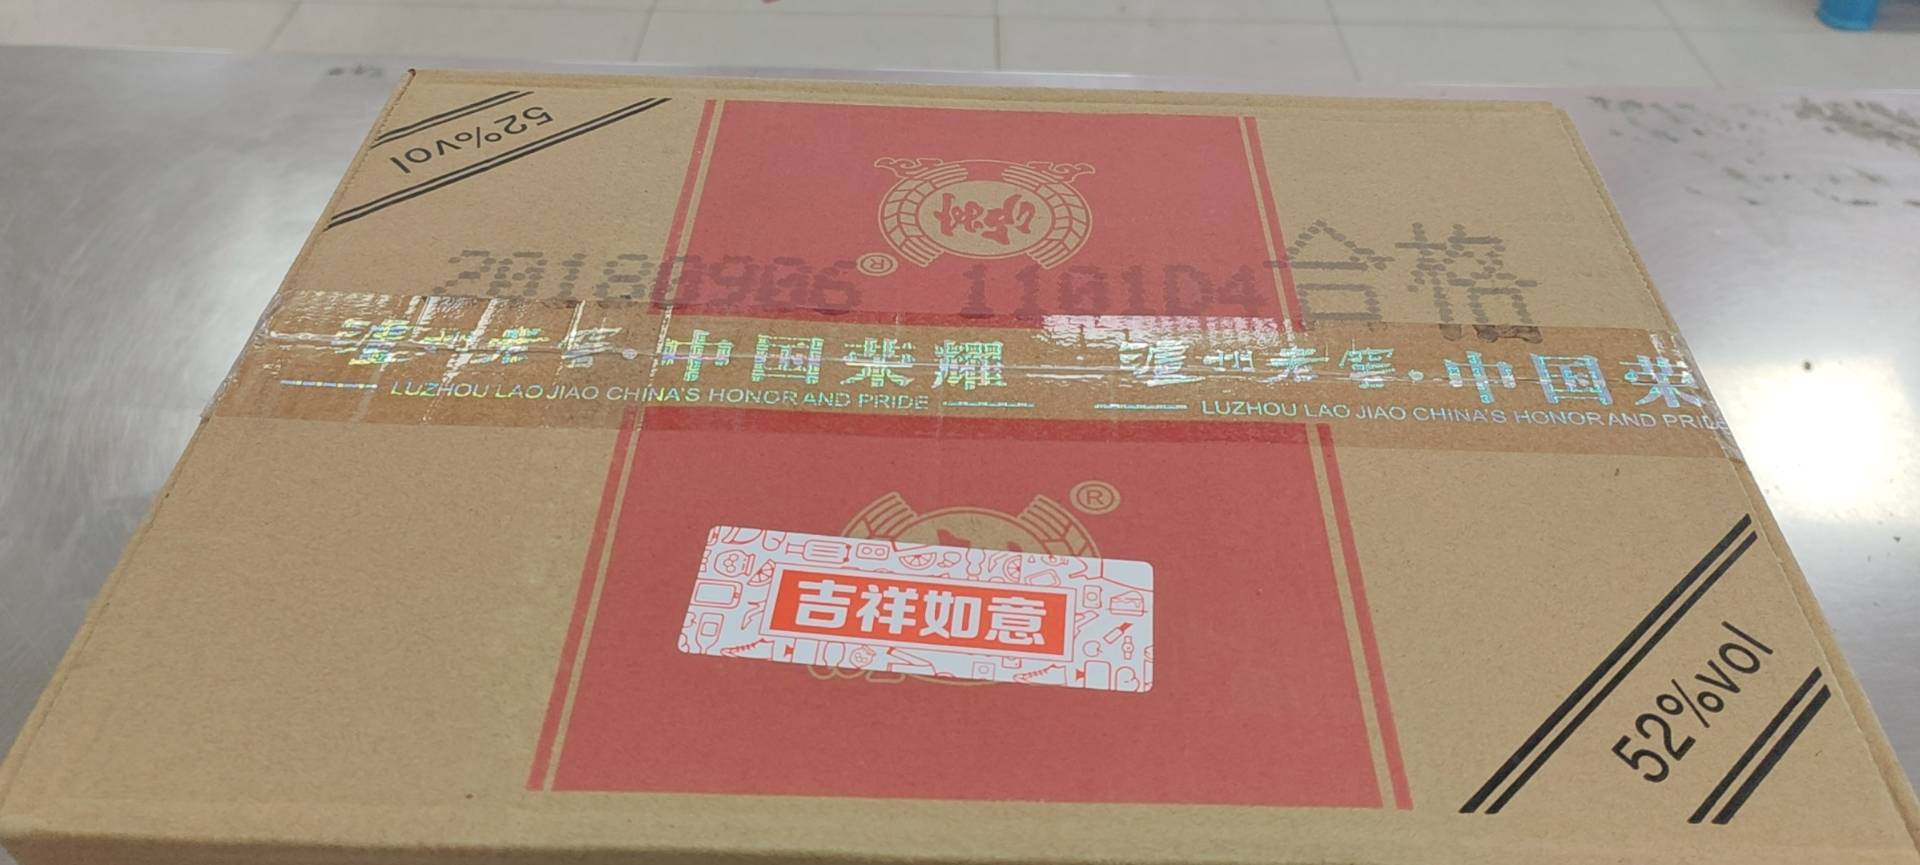 52%vol
®
20180906 110101D4合格
泸州老窖·中国荣耀 泸州老窖·中国荣
LUZHOU LAO JIAO CHINA'S HONOR AND PRIDE LUZHOU LAO JIAO CHINA'S HONOR AND PRIDE
®
吉祥如意
52%vol